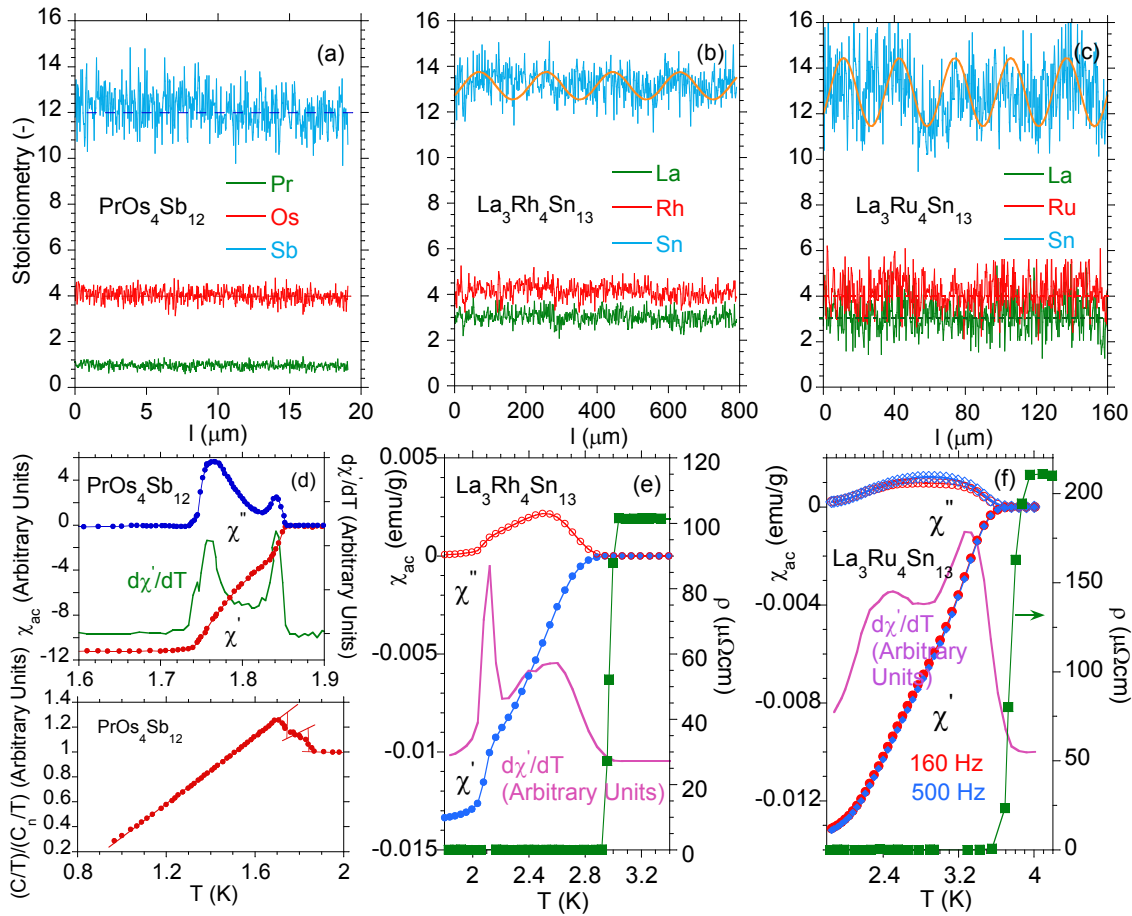 Stoichiometry (-)
16
14
12
10
8
6
4
2
0
(a)
PrOs4Sb12
Pr
Os
Sb
0 5 10 15 20
l (μm)
16
14
12
10
8
6
4
2
0
(b)
La3Rh4Sn13
La
Rh
Sn
0 200 400 600 800
l (μm)
16
14
12
10
8
6
4
2
0
(c)
La3Ru4Sn13
La
Ru
Sn
0 40 80 120 160
l (μm)
χac (Arbitrary Units)
6
0
-4
-8
-12
PrOs4Sb12
(d)
χ''
dχ'/dT
χ'
dχ'/dT (Arbitrary Units)
1.6 1.7 1.8 1.9
(C/T)/(Cn/T) (Arbitrary Units)
1.4
1.2
1
0.8
0.6
0.4
0.2
PrOs4Sb12
0.8 1.2 1.6 2
T (K)
χac (emu/g)
0.005
0.000
-0.005
-0.01
-0.015
La3Rh4Sn13
(e)
χ''
χ'
dχ'/dT
(Arbitrary Units)
120
100
80
60
40
20
0
ρ (μΩcm)
2 2.4 2.8 3.2
T (K)
χac (emu/g)
0.000
-0.004
-0.008
-0.012
(f)
χ''
La3Ru4Sn13
dχ'/dT
(Arbitrary
Units)
χ'
160 Hz
500 Hz
200
150
100
50
0
ρ (μΩcm)
2.4 3.2 4
T (K)